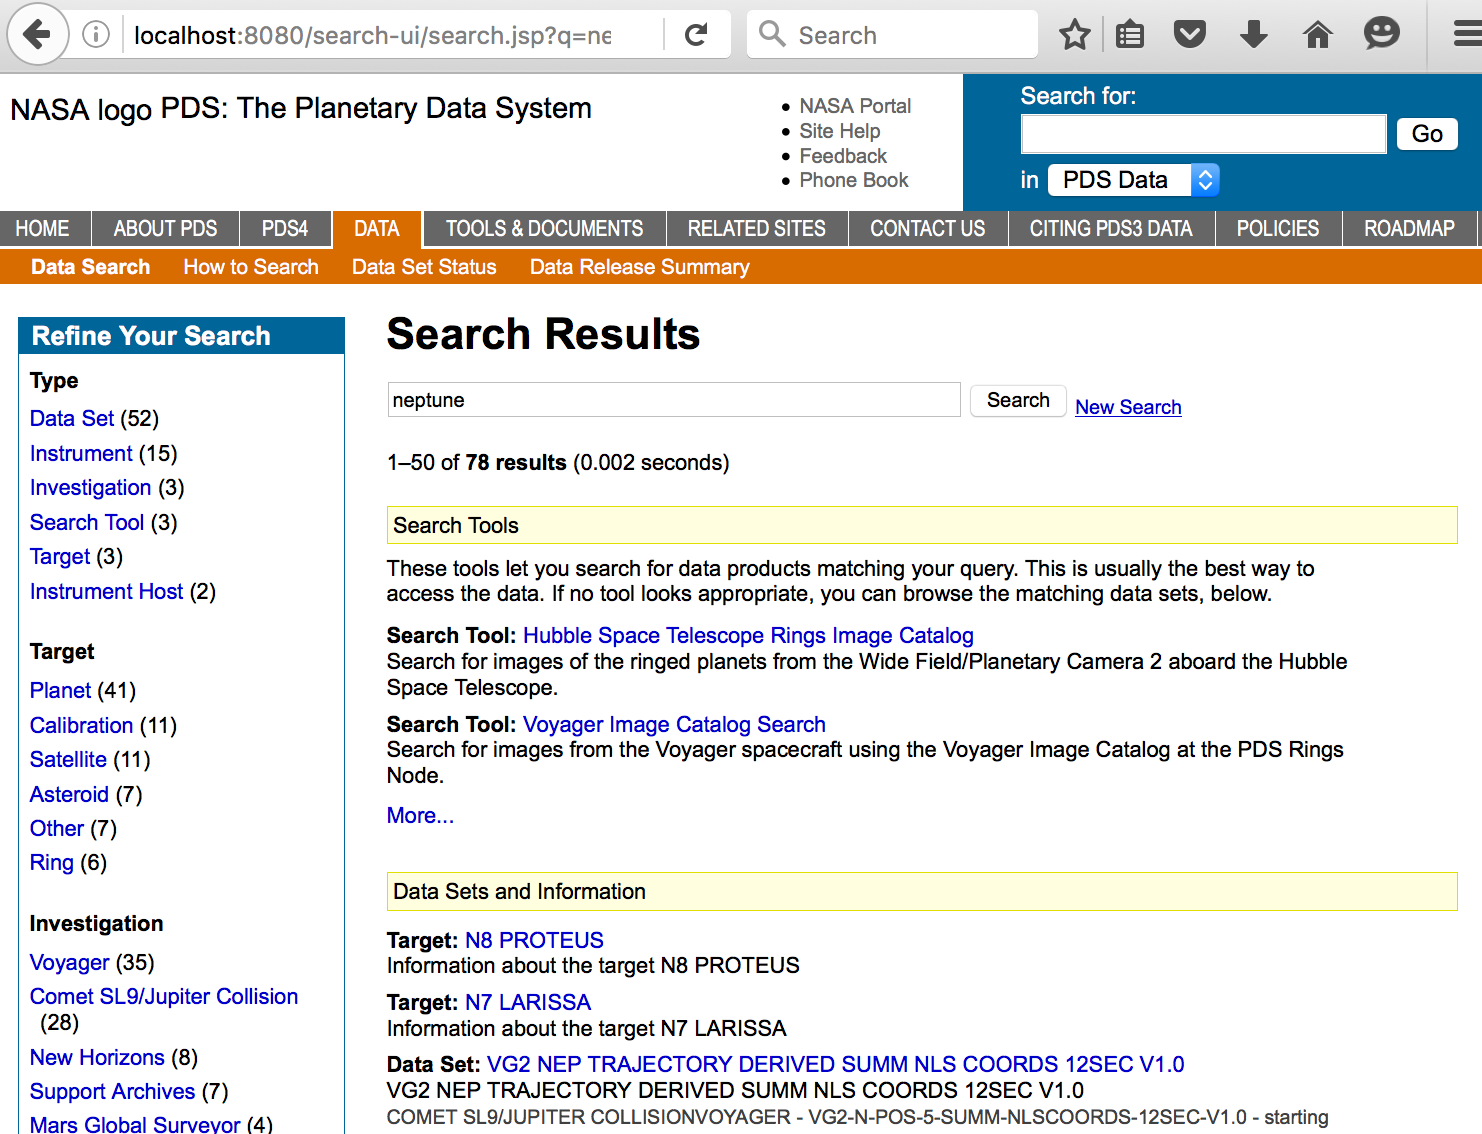 localhost:8080/search-ui/search.jsp?q=ne
Search
NASA logo PDS: The Planetary Data System
NASA Portal
Site Help
Feedback
Phone Book
Search for:
Go
in PDS Data
HOME ABOUT PDS PDS4 DATA TOOLS & DOCUMENTS RELATED SITES CONTACT US CITING PDS3 DATA POLICIES ROADMAP
Data Search How to Search Data Set Status Data Release Summary
Refine Your Search
Type
Data Set (52)
Instrument (15)
Investigation (3)
Search Tool (3)
Target (3)
Instrument Host (2)
Target
Planet (41)
Calibration (11)
Satellite (11)
Asteroid (7)
Other (7)
Ring (6)
Investigation
Voyager (35)
Comet SL9/Jupiter Collision
(28)
New Horizons (8)
Support Archives (7)
Mars Global Surveyor (4)
Search Results
neptune Search New Search
1–50 of 78 results (0.002 seconds)
Search Tools
These tools let you search for data products matching your query. This is usually the best way to
access the data. If no tool looks appropriate, you can browse the matching data sets, below.
Search Tool: Hubble Space Telescope Rings Image Catalog
Search for images of the ringed planets from the Wide Field/Planetary Camera 2 aboard the Hubble
Space Telescope.
Search Tool: Voyager Image Catalog Search
Search for images from the Voyager spacecraft using the Voyager Image Catalog at the PDS Rings
Node.
More...
Data Sets and Information
Target: N8 PROTEUS
Information about the target N8 PROTEUS
Target: N7 LARISSA
Information about the target N7 LARISSA
Data Set: VG2 NEP TRAJECTORY DERIVED SUMM NLS COORDS 12SEC V1.0
VG2 NEP TRAJECTORY DERIVED SUMM NLS COORDS 12SEC V1.0
COMET SL9/JUPITER COLLISIONVOYAGER - VG2-N-POS-5-SUMM-NLSCOORDS-12SEC-V1.0 - starting